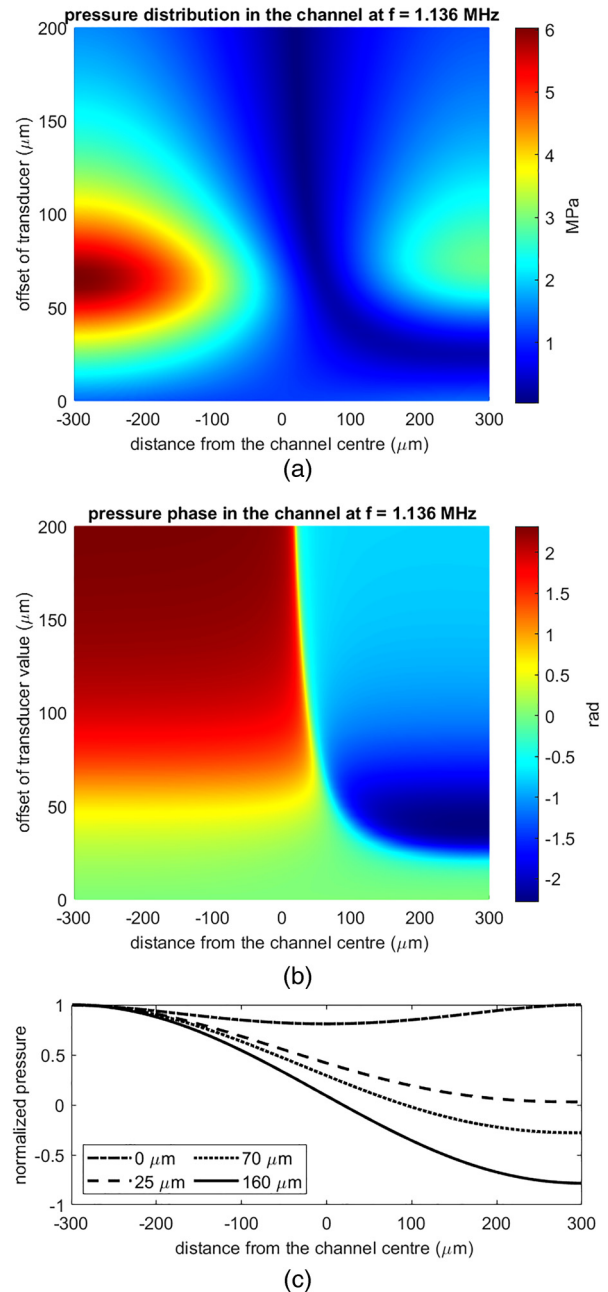 pressure distribution in the channel at f = 1.136 MHz
200
150
100
50
0
offset of transducer (μm)
-300 -200 -100 0 100 200 300
distance from the channel centre (μm)
6
5
4
3
2
1
MPa
(a)
pressure phase in the channel at f = 1.136 MHz
200
150
100
50
0
offset of transducer value (μm)
-300 -200 -100 0 100 200 300
distance from the channel centre (μm)
2
1.5
1
0.5
0
-0.5
-1
-1.5
-2
rad
(b)
1
0.5
0
-0.5
-1
normalized pressure
0 μm 70 μm
25 μm 160 μm
-300 -200 -100 0 100 200 300
distance from the channel centre (μm)
(c)